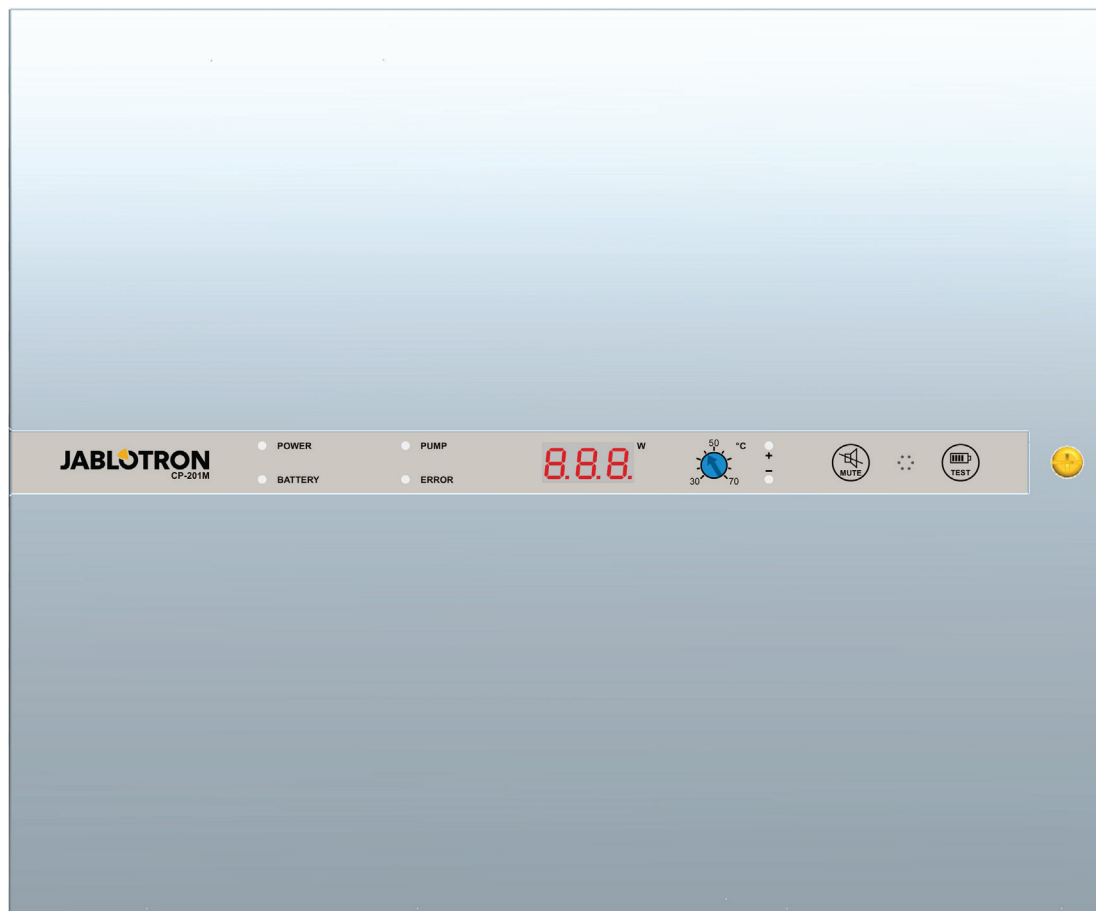 JABLOTRON
CP-201M
POWER
BATTERY
PUMP
ERROR
8.8.8.
W
50
°C
30
70
+
−
MUTE
TEST